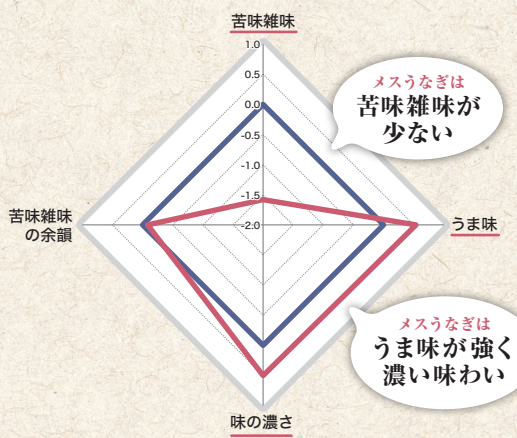 苦味雑味
1.0
0.5
0.0
-0.5
-1.0
-1.5
-2.0
メスうなぎは
苦味雑味が
少ない
苦味雑味
の余韻
うま味
メスうなぎは
うま味が強く
濃い味わい
味の濃さ